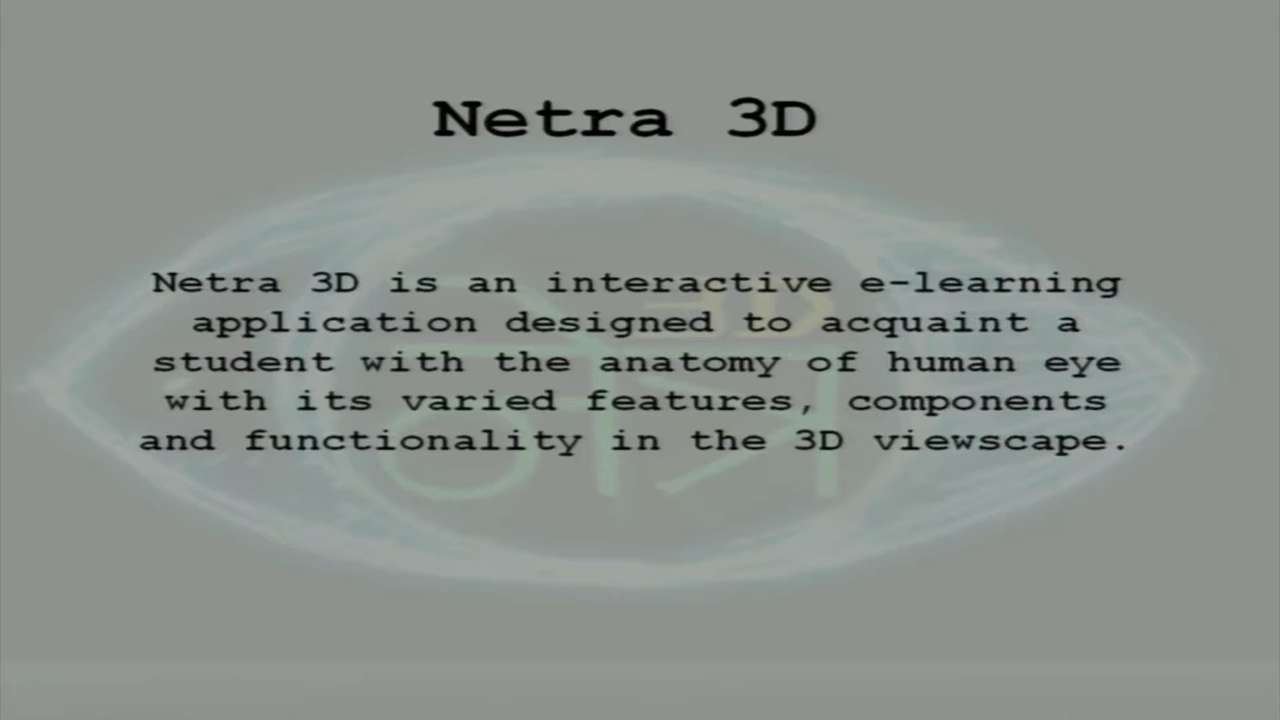 Netra 3D
Netra 3D is an interactive e-learning
application designed to acquaint a
student with the anatomy of human eye
with its varied features, components
and functionality in the 3D viewscape.
3D
नेत्र